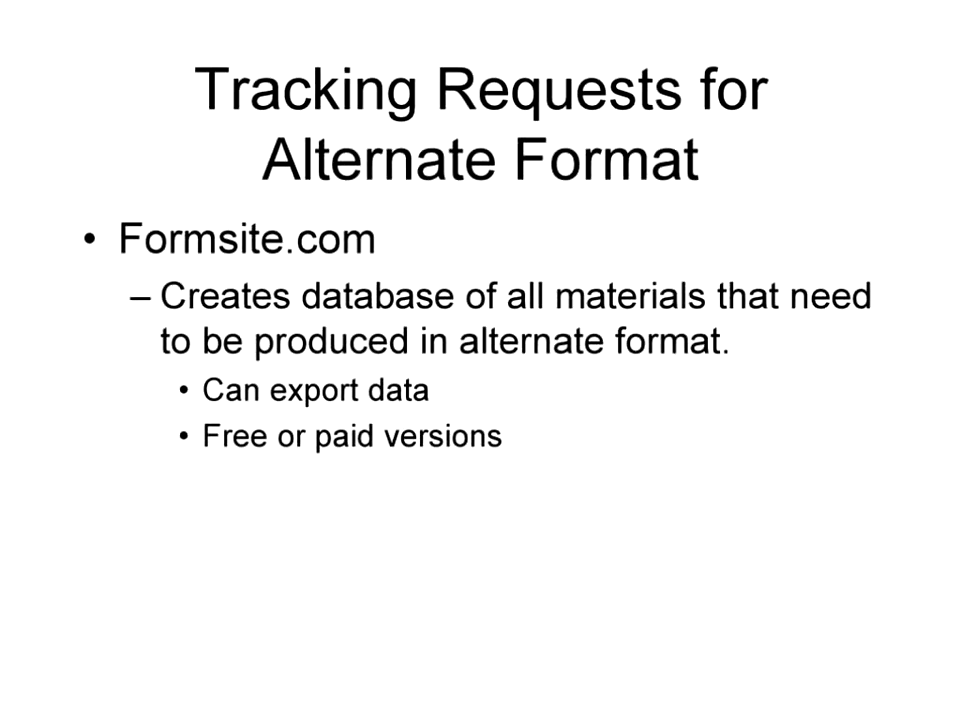 Tracking Requests for
Alternate Format
• Formsite.com
– Creates database of all materials that need
to be produced in alternate format.
• Can export data
• Free or paid versions